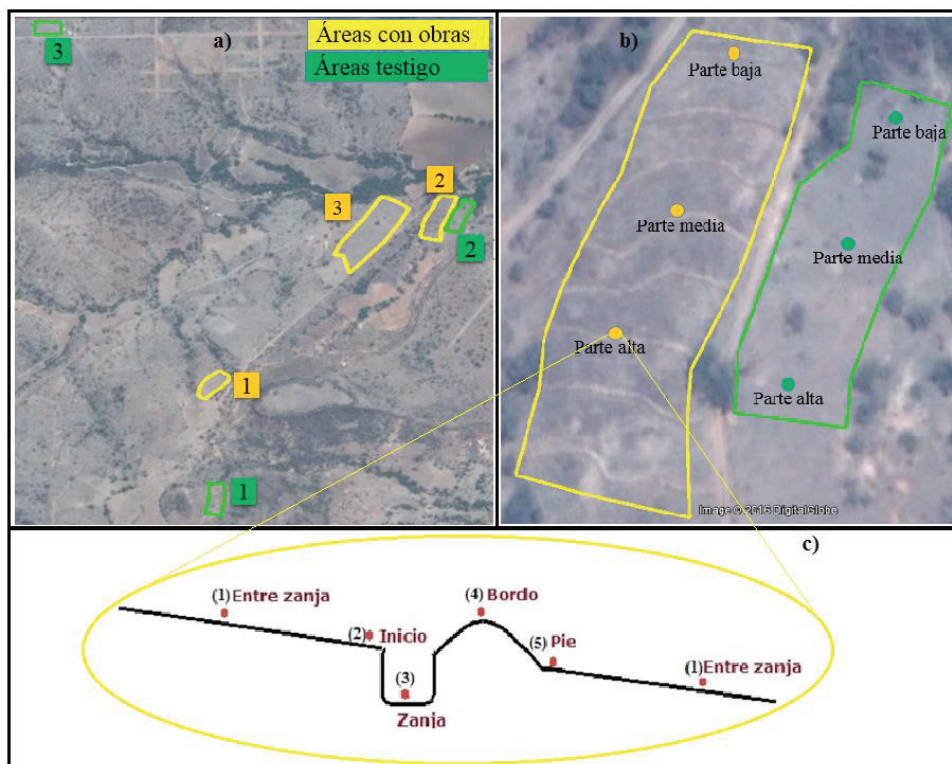 a)
Áreas con obras
Áreas testigo
3
3
2
2
1
1
b)
Parte baja
Parte baja
Parte media
Parte media
Parte alta
Parte alta
Image © 2016 DigitalGlobe
c)
(1) Entre zanja
(2) Inicio
(3)
Zanja
(4) Bordo
(5) Pie
(1) Entre zanja